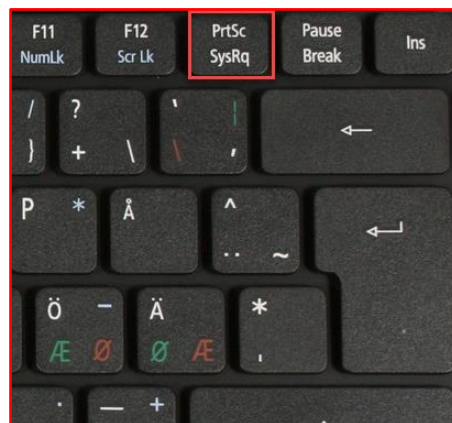 F11 F12 PrtSc Pause Ins
NumLk Scr Lk SysRq Break
/ ? ` ¦ ←
} + \ \ ´
P * Å ^ ↵
¨ ~
Ö – Ä *
Æ Ø Ø Æ '
. — +